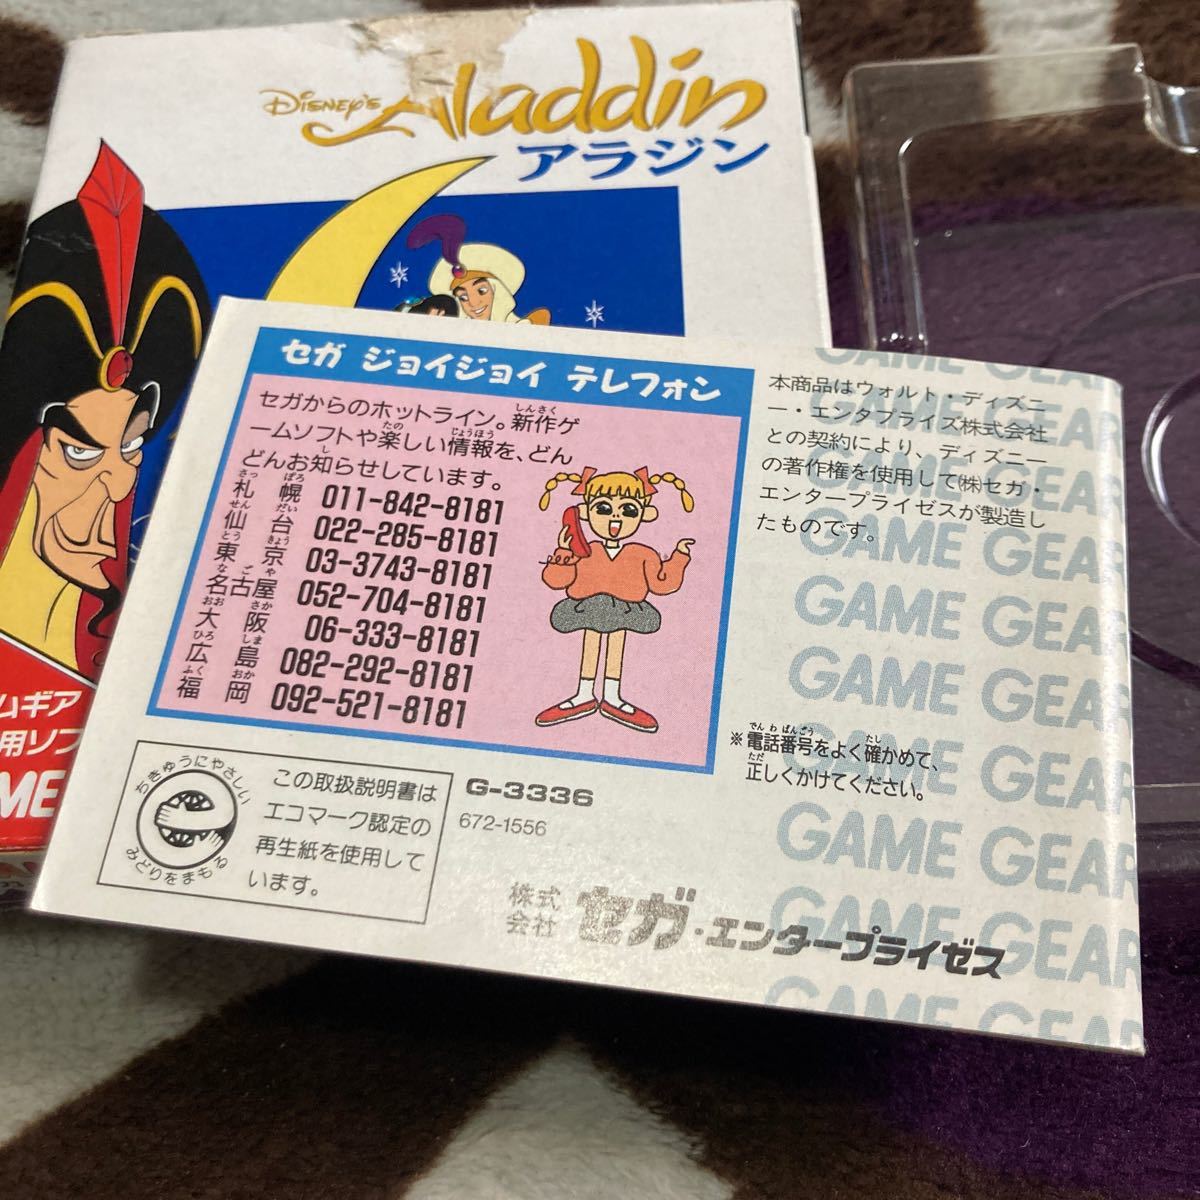 DISNEY'S Aladdin
アラジン
ムギア
用ソフ
ME
セガ ジョイジョイ テレフォン
セガからのホットライン。新作ゲ
ームソフトや楽しい情報を、どん
どんお知らせしています。
札幌 011-842-8181
仙台 022-285-8181
東京 03-3743-8181
名古屋 052-704-8181
大阪 06-333-8181
広島 082-292-8181
福岡 092-521-8181
本商品はウォルト・ディズニ
ー・エンタプライズ株式会社
との契約により、ディズニー
の著作権を使用して㈱セガ・
エンタープライゼスが製造し
たものです。
※電話番号をよく確かめて、
正しくかけてください。
ちきゅうにやさしい
みどりをまもる
この取扱説明書は
エコマーク認定の
再生紙を使用して
います。
G-3336
672-1556
株式会社 セガ・エンタープライゼス
GAME GEAR
GAME GEAR
GAME GEAR
GAME GEAR
GAME GEAR
GAME GEAR
GAME GEAR
GAME GEAR
GAME GEAR
GAME GEAR